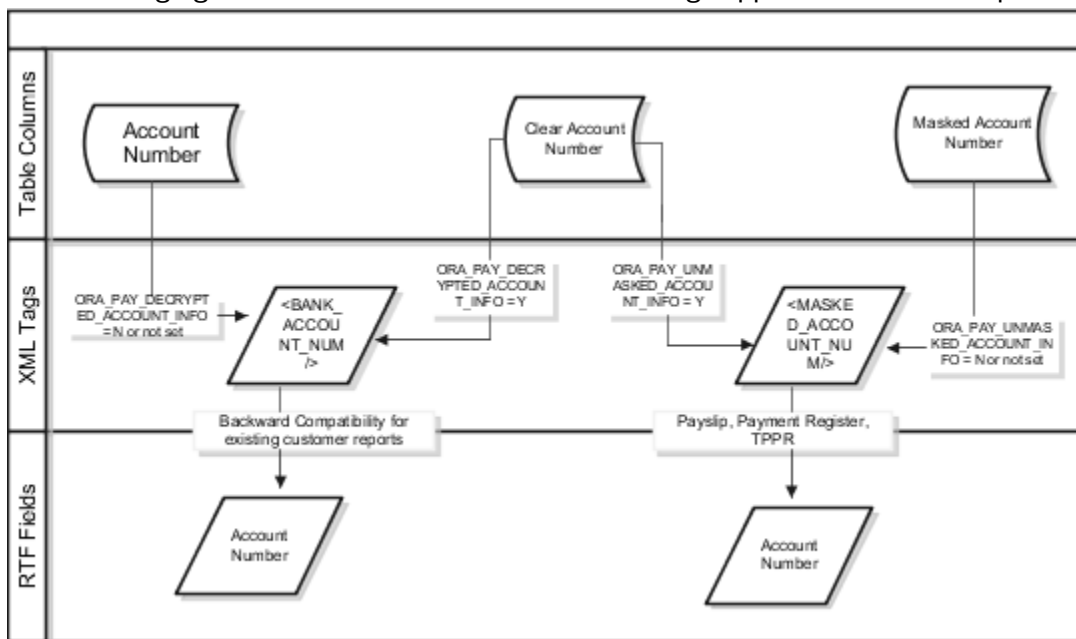 Table Columns
Account
Number
Clear Account
Number
Masked Account
Number
XML Tags
ORA_PAY_DECRYPT
ED_ACCOUNT_INFO
= N or not set
<BANK_
ACCOU
NT_NUM
/>
ORA_PAY_DECR
YPTED_ACCOUN
T_INFO = Y
ORA_PAY_UNM
ASKED_ACCOU
NT_INFO = Y
<MASKE
D_ACCO
UNT_NU
M/>
ORA_PAY_UNMAS
KED_ACCOUNT_IN
FO = N or not set
Backward Compatibility for
existing customer reports
Payslip, Payment Register,
TPPR
RTF Fields
Account
Number
Account
Number